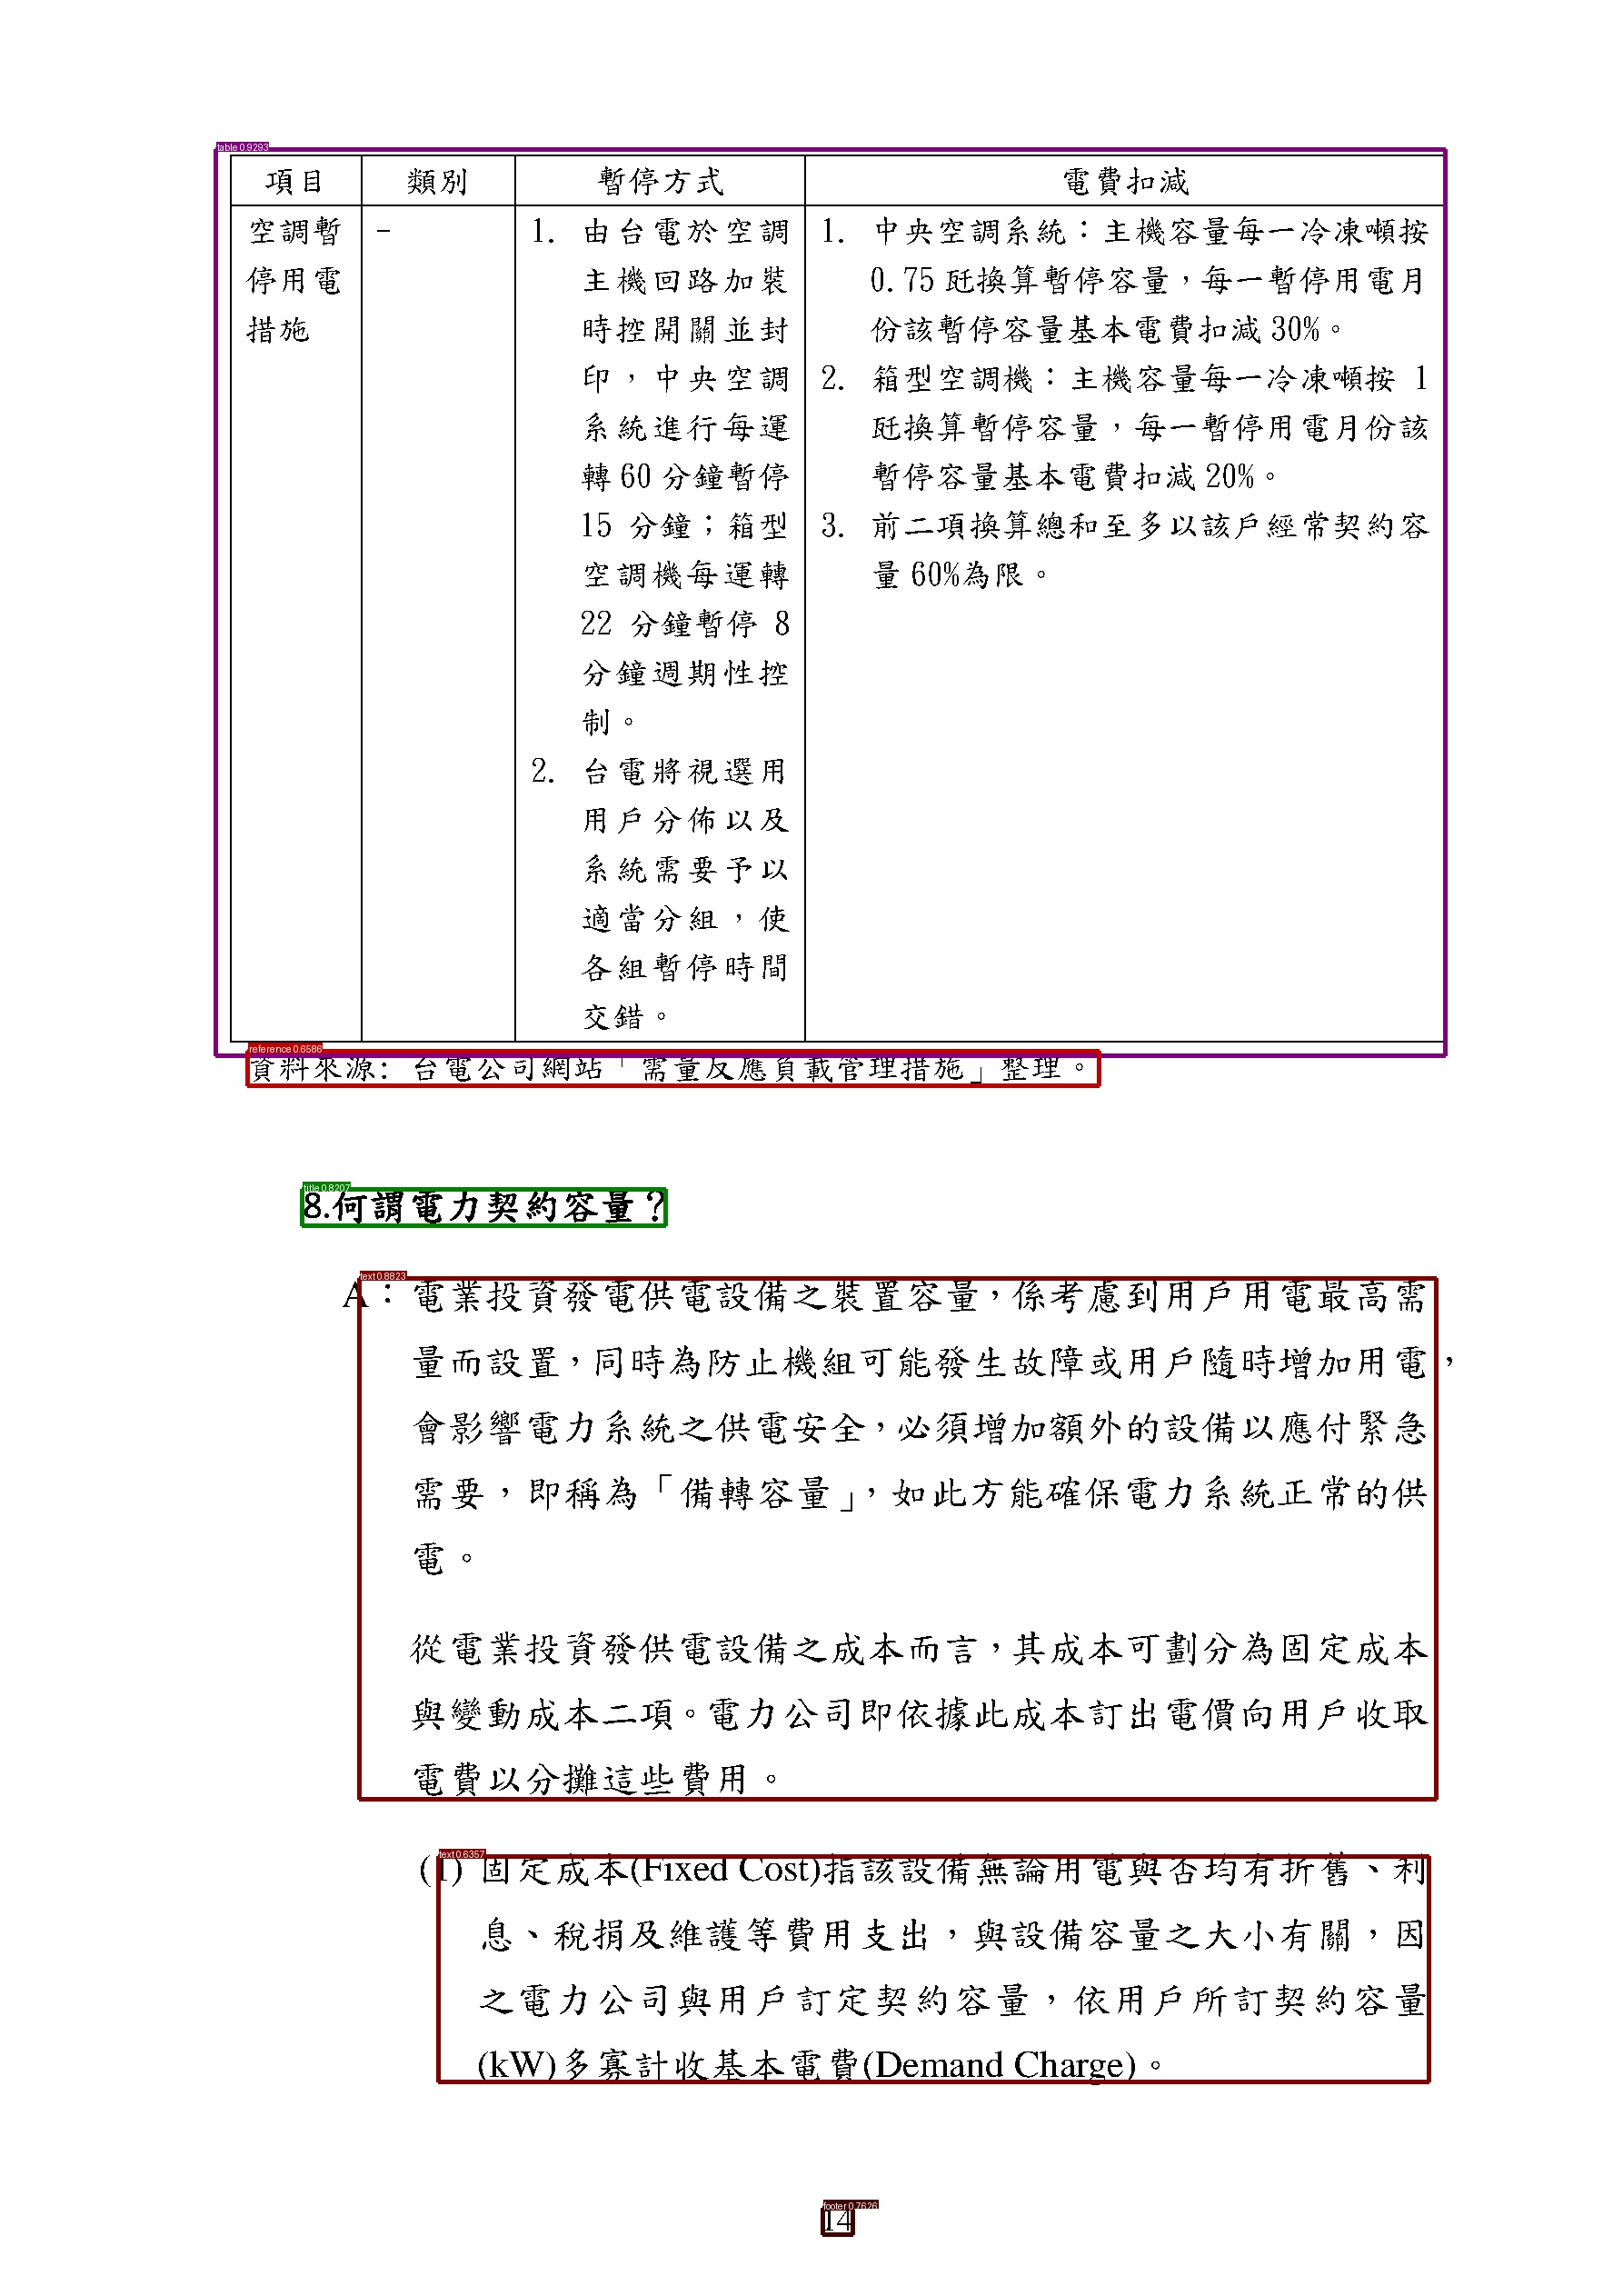 table 0.9293
項目 類別 暫停方式 電費扣減
空調暫
停用電
措施
-
1. 由台電於空調
主機回路加裝
時控開關並封
印，中央空調
系統進行每運
轉 60 分鐘暫停
15 分鐘；箱型
空調機每運轉
22 分鐘暫停 8
分鐘週期性控
制。
2. 台電將視選用
用戶分佈以及
系統需要予以
適當分組，使
各組暫停時間
交錯。
1. 中央空調系統：主機容量每一冷凍噸按
0.75 瓩換算暫停容量，每一暫停用電月
份該暫停容量基本電費扣減 30%。
2. 箱型空調機：主機容量每一冷凍噸按 1
瓩換算暫停容量，每一暫停用電月份該
暫停容量基本電費扣減 20%。
3. 前二項換算總和至多以該戶經常契約容
量 60%為限。
reference 0.6586
資料來源: 台電公司網站「需量反應負載管理措施」整理。
title 0.8207
8.何謂電力契約容量？
text 0.8823
A：電業投資發電供電設備之裝置容量，係考慮到用戶用電最高需
量而設置，同時為防止機組可能發生故障或用戶隨時增加用電，
會影響電力系統之供電安全，必須增加額外的設備以應付緊急
需要，即稱為「備轉容量」，如此方能確保電力系統正常的供
電。
從電業投資發供電設備之成本而言，其成本可劃分為固定成本
與變動成本二項。電力公司即依據此成本訂出電價向用戶收取
電費以分攤這些費用。
text 0.6357
(1) 固定成本(Fixed Cost)指該設備無論用電與否均有折舊、利
息、稅捐及維護等費用支出，與設備容量之大小有關，因
之電力公司與用戶訂定契約容量，依用戶所訂契約容量
(kW)多寡計收基本電費(Demand Charge)。
footer 0.7626
14